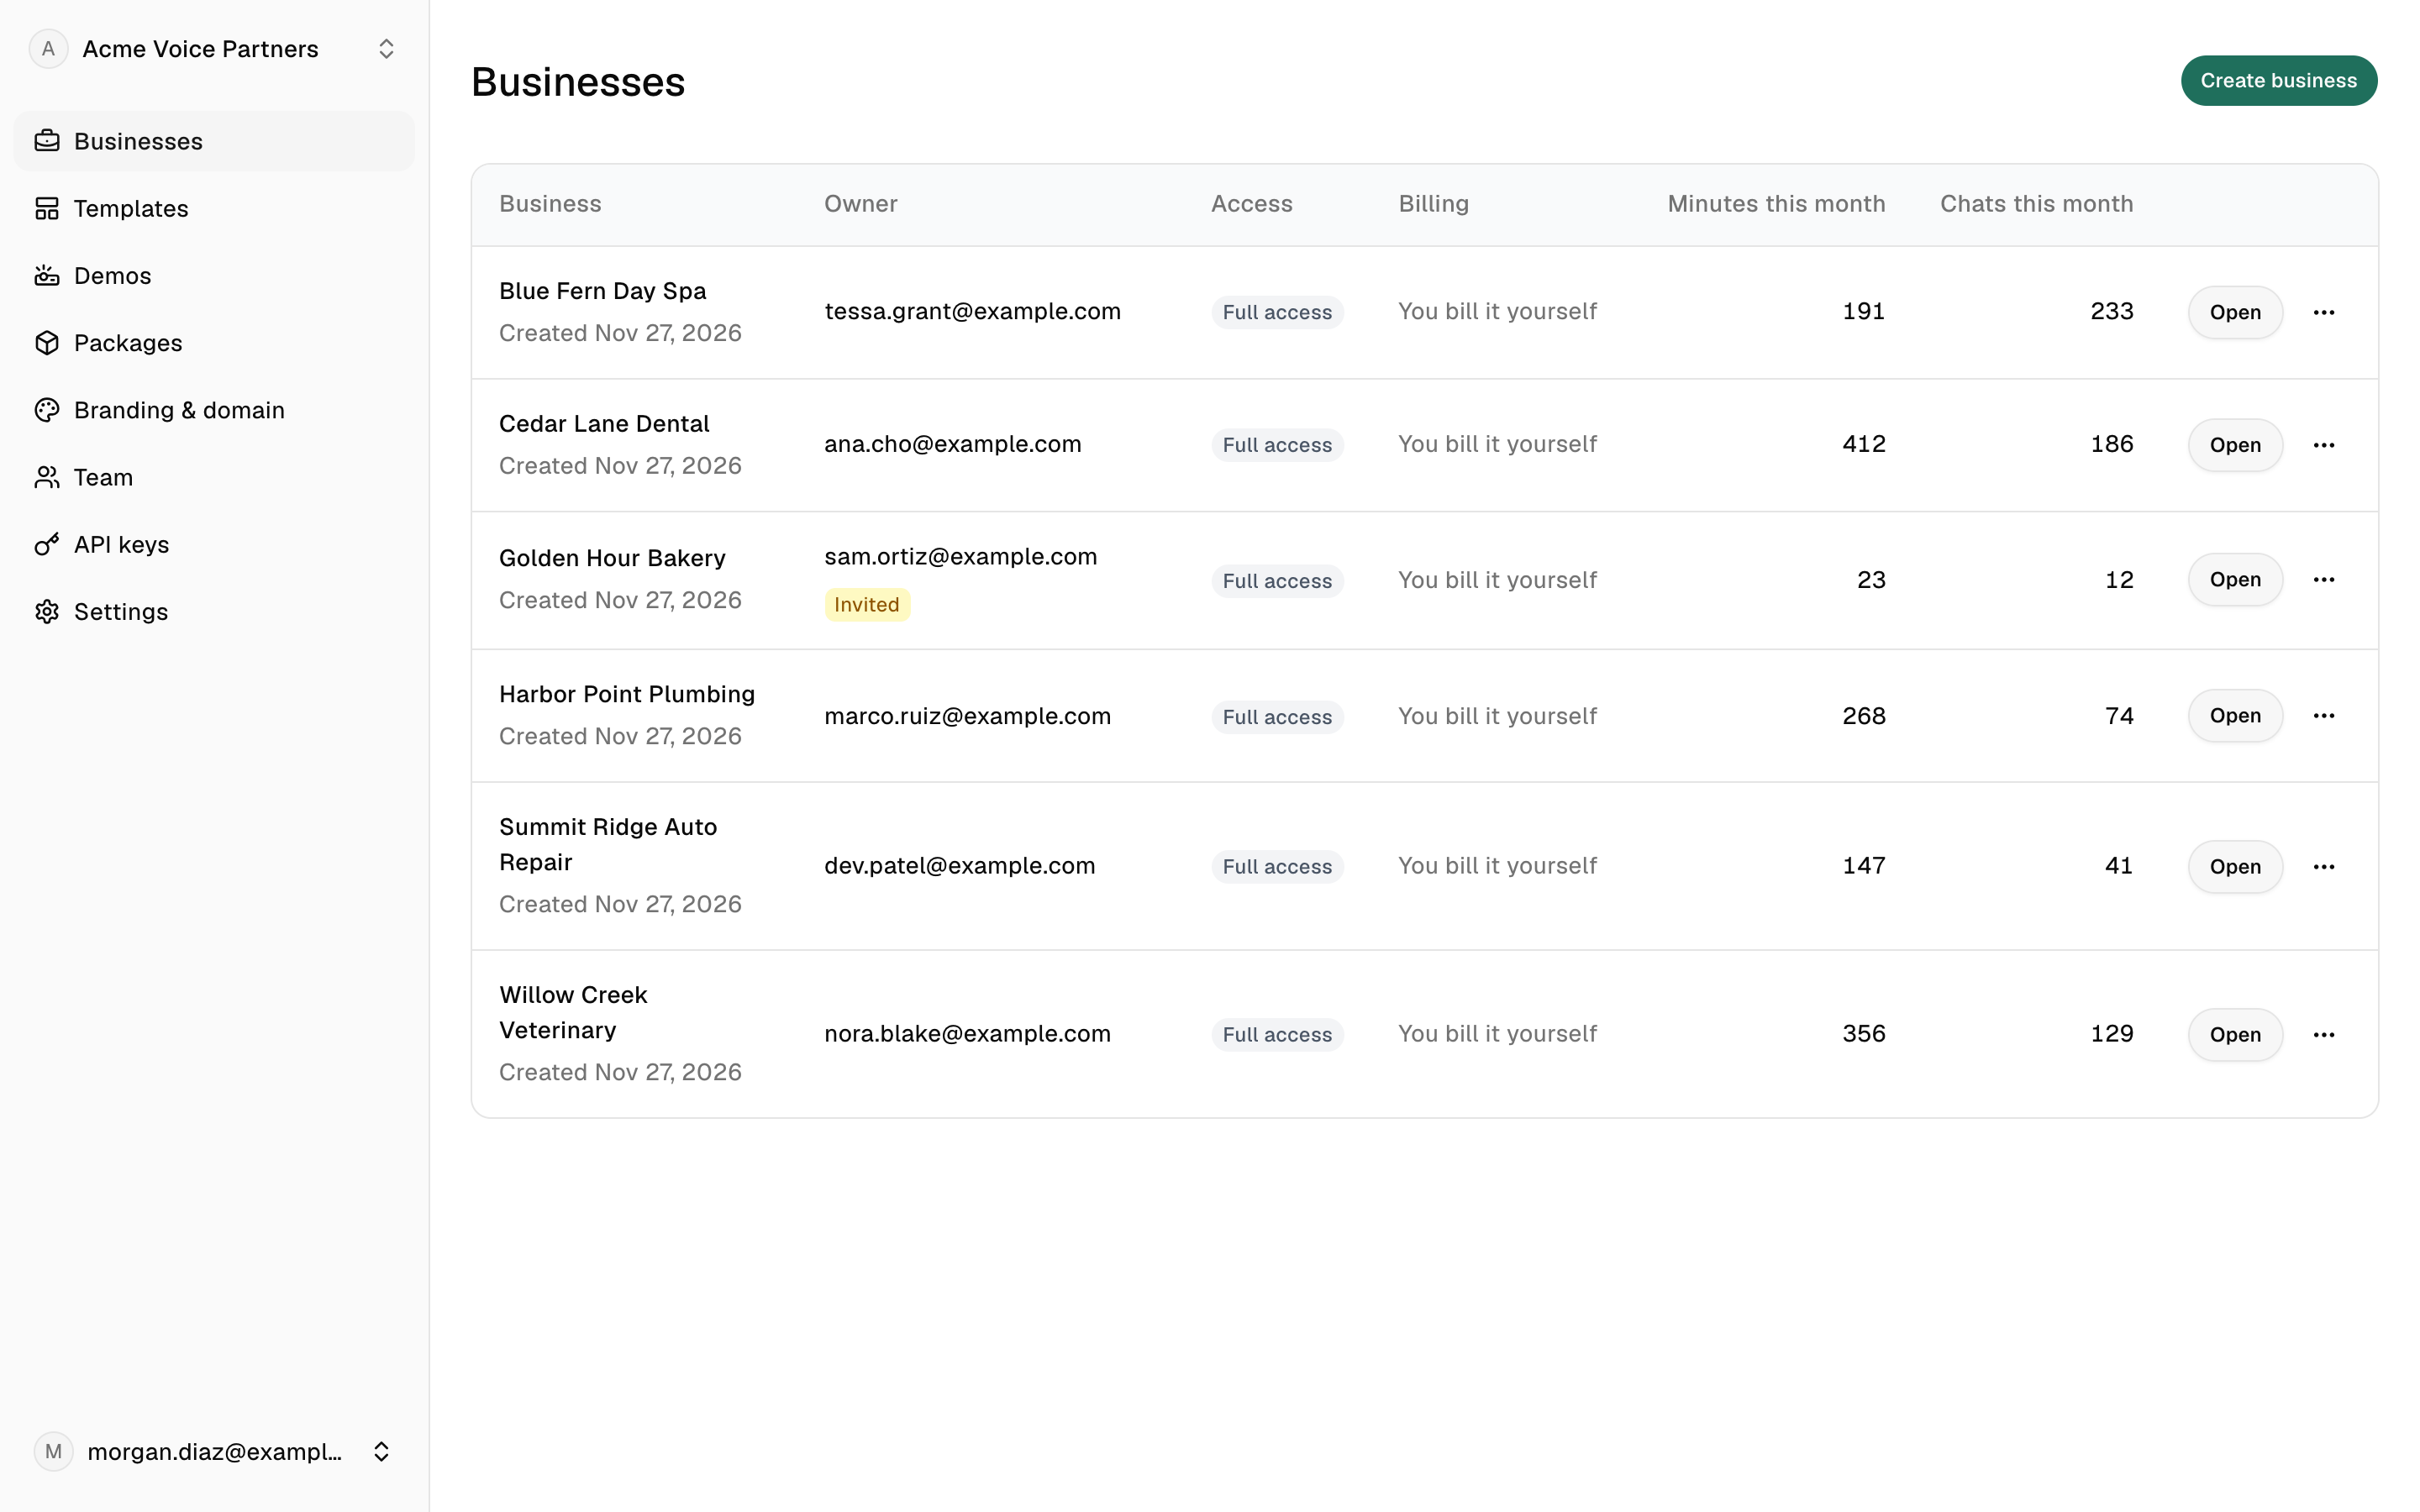 A Acme Voice Partners
Businesses
Templates
Demos
Packages
Branding & domain
Team
API keys
Settings
M morgan.diaz@exampl...
Businesses
Create business
Business Owner Access Billing Minutes this month Chats this month
Blue Fern Day Spa
Created Nov 27, 2026
tessa.grant@example.com Full access You bill it yourself 191 233 Open
Cedar Lane Dental
Created Nov 27, 2026
ana.cho@example.com Full access You bill it yourself 412 186 Open
Golden Hour Bakery
Created Nov 27, 2026
sam.ortiz@example.com
Invited
Full access You bill it yourself 23 12 Open
Harbor Point Plumbing
Created Nov 27, 2026
marco.ruiz@example.com Full access You bill it yourself 268 74 Open
Summit Ridge Auto
Repair
Created Nov 27, 2026
dev.patel@example.com Full access You bill it yourself 147 41 Open
Willow Creek
Veterinary
Created Nov 27, 2026
nora.blake@example.com Full access You bill it yourself 356 129 Open